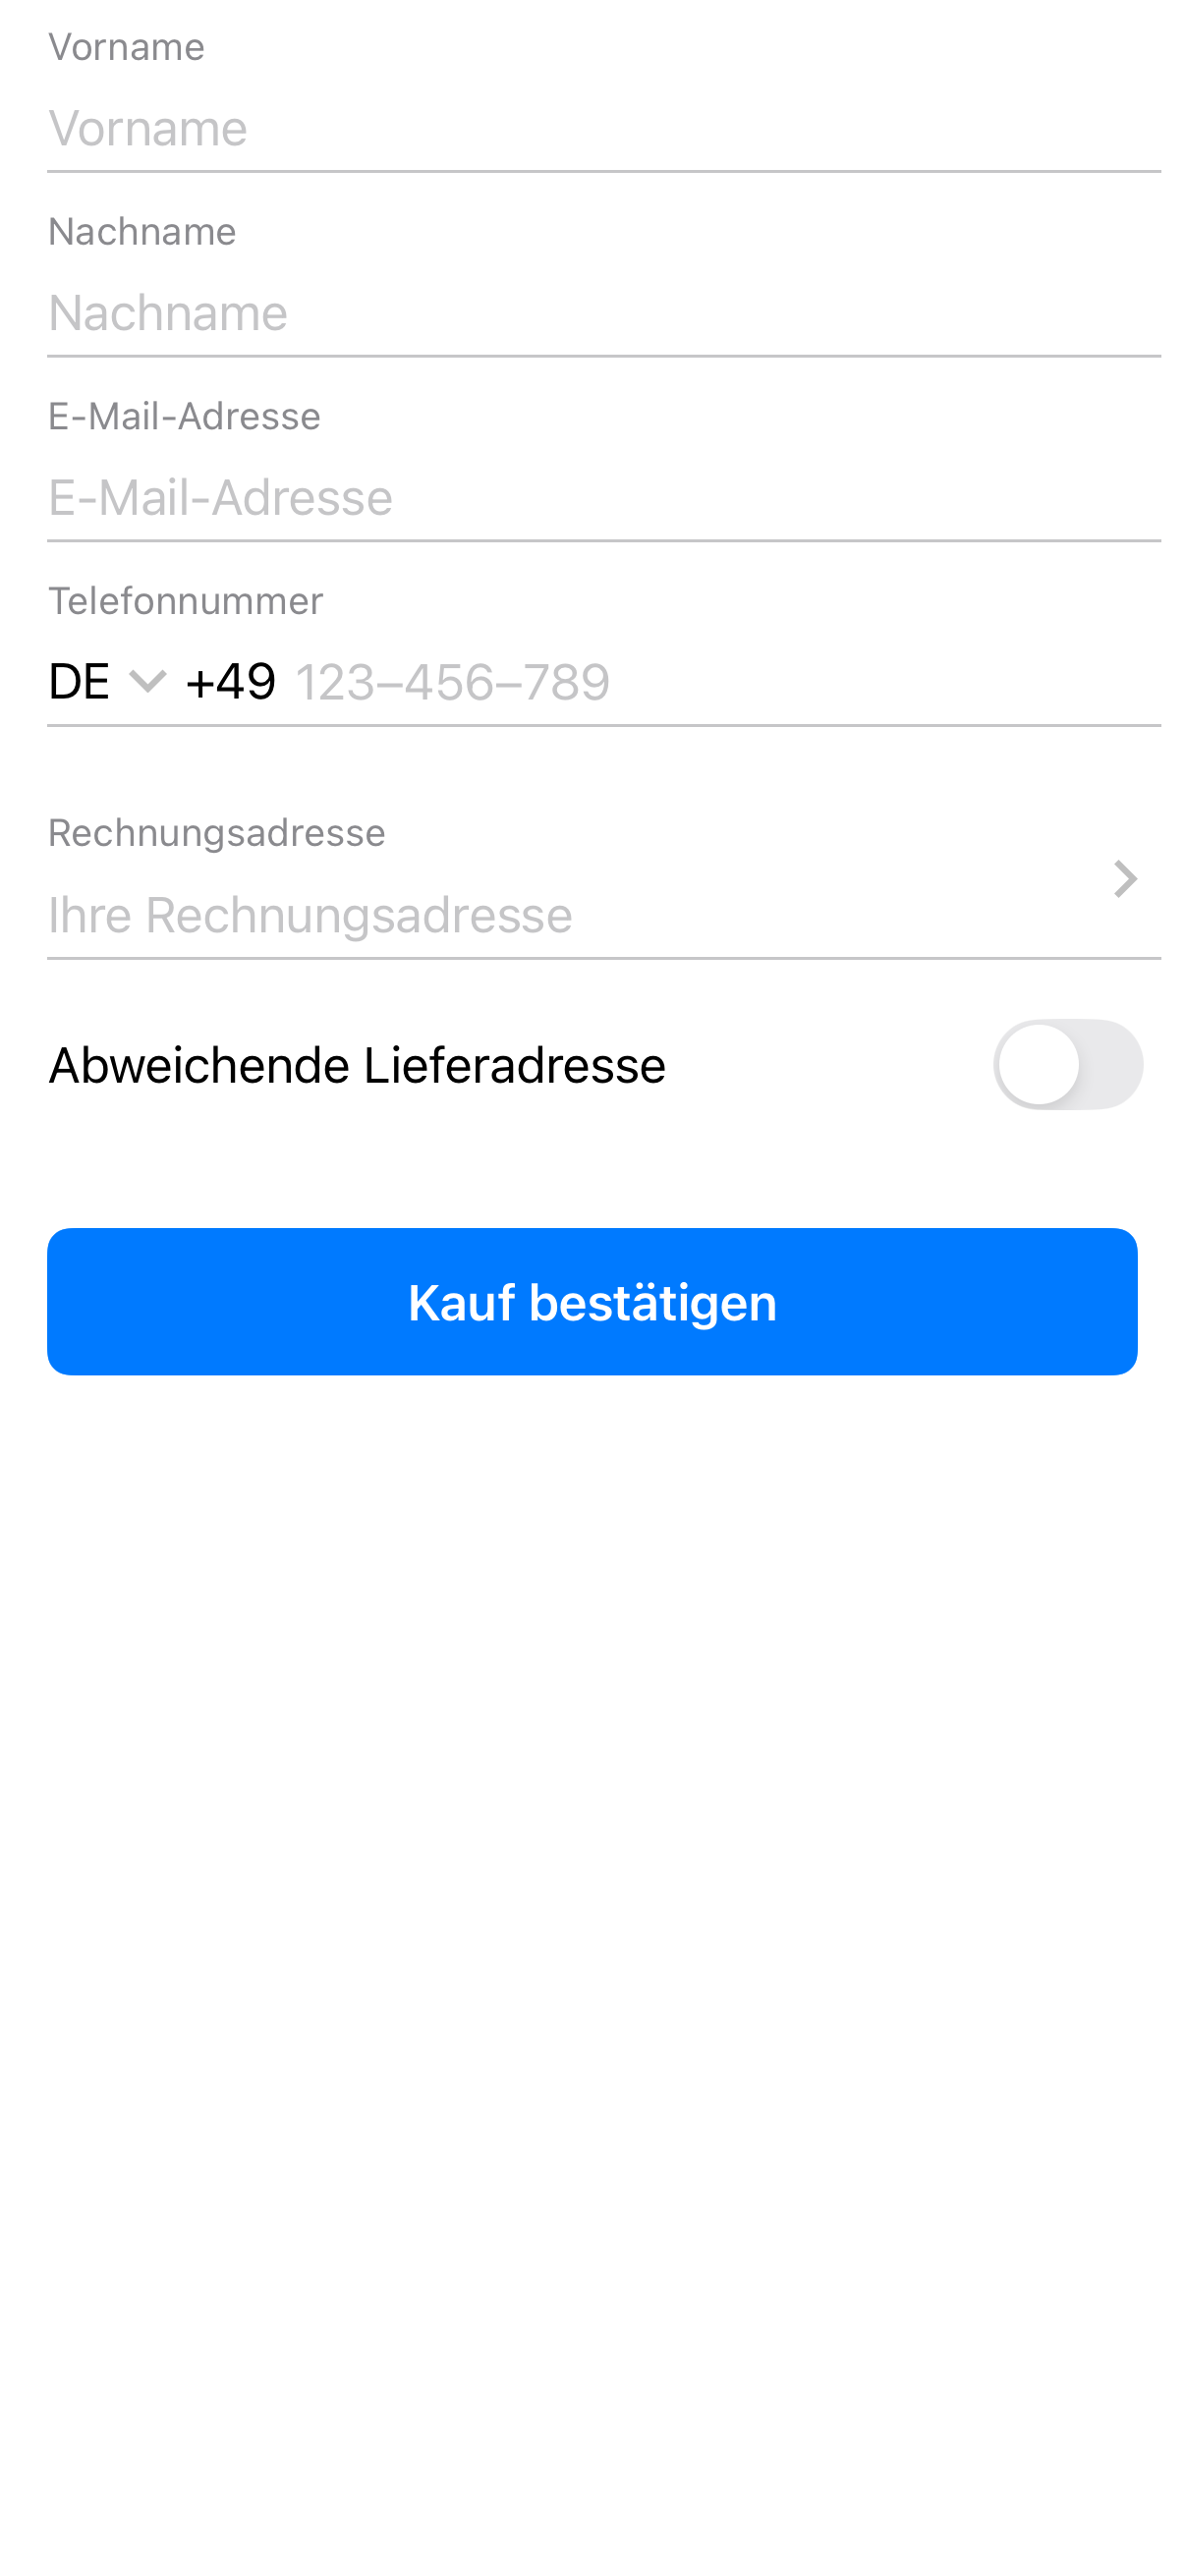 Vorname
Vorname
Nachname
Nachname
E-Mail-Adresse
E-Mail-Adresse
Telefonnummer
DE +49 123–456–789
Rechnungsadresse
Ihre Rechnungsadresse
Abweichende Lieferadresse
Kauf bestätigen